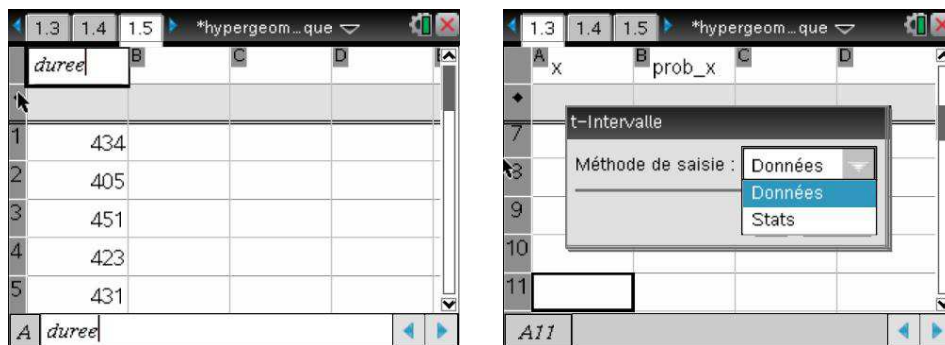 1.3 1.4 1.5 *hypergeom...que
duree B C D E
1 434
2 405
3 451
4 423
5 431
A duree
1.3 1.4 1.5 *hypergeom...que
A x B prob_x C D
7
8
9
10
11
t-Intervalle
Méthode de saisie : Données
Données
Stats
A11